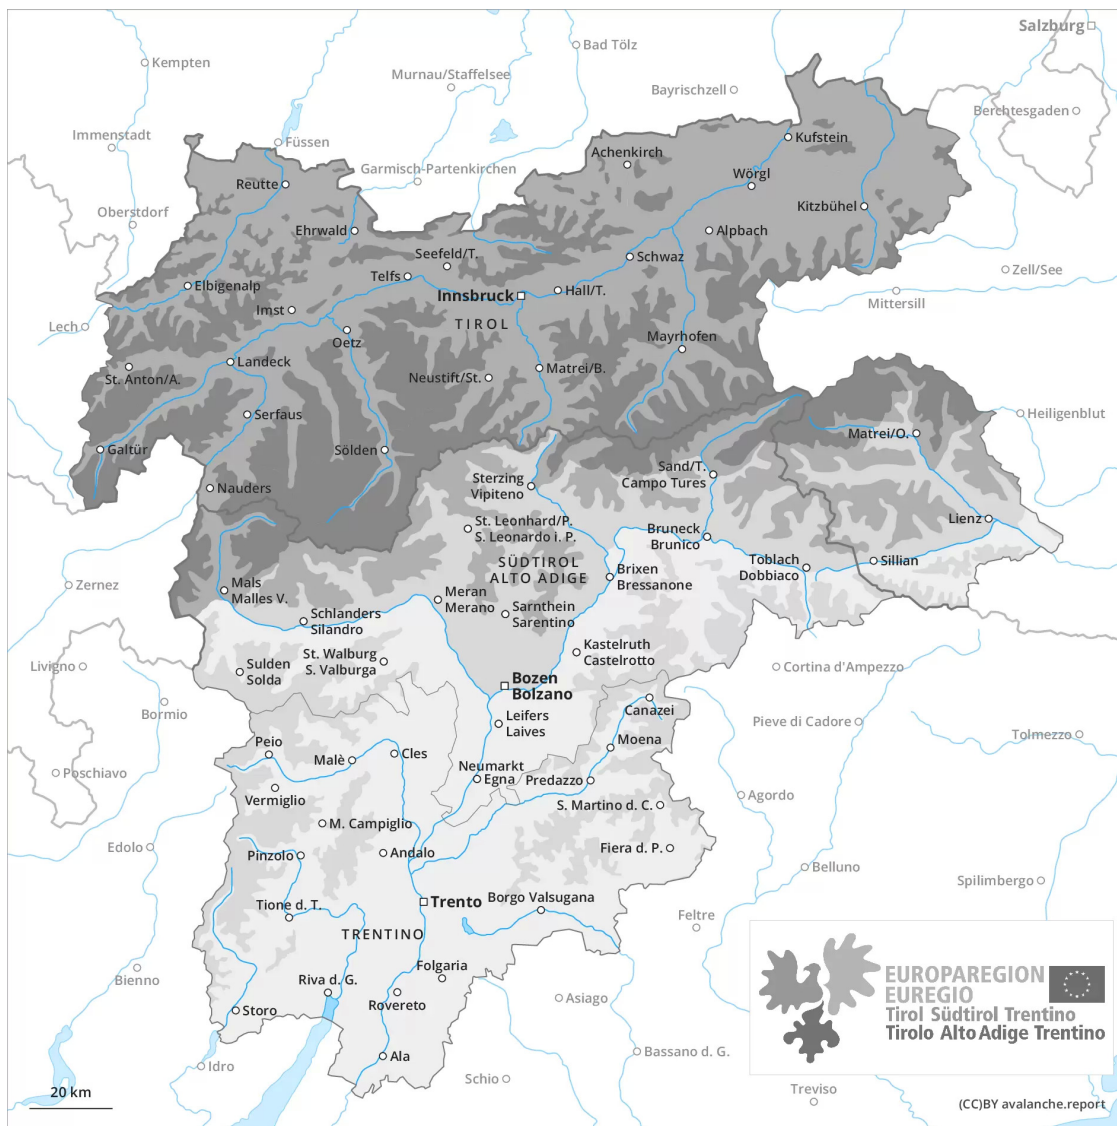 Salzburg
Kempten
Bad Tölz
Murnau/Staffelsee
Bayrischzell
Berchtesgaden
Immenstadt
Füssen
Kufstein
Achenkirch
Garmisch-Partenkirchen
Wörgl
Reutte
Kitzbühel
Oberstdorf
Ehrwald
Alpbach
Seefeld/T.
Schwaz
Telfs
Zell/See
Elbigenalp
Innsbruck
Hall/T.
Mittersill
Imst
TIROL
Lech
Oetz
Mayrhofen
Landeck
Matrei/B.
St. Anton/A.
Neustift/St.
Serfaus
Heiligenblut
Matrei/O.
Galtür
Sölden
Sand/T.
Campo Tures
Sterzing
Vipiteno
Nauders
Lienz
St. Leonhard/P.
S. Leonardo i. P.
Bruneck
Brunico
SÜDTIROL
ALTO ADIGE
Toblach
Dobbiaco
Sillian
Brixen
Bressanone
Zernez
Mals
Malles V.
Meran
Merano
Schlanders
Silandro
Sarnthein
Sarentino
Kastelruth
Castelrotto
St. Walburg
S. Valburga
Livigno
Sulden
Solda
Cortina d'Ampezzo
Bozen
Bolzano
Bormio
Canazei
Leifers
Laives
Pieve di Cadore
Tolmezzo
Peio
Malè
Cles
Moena
Poschiavo
Neumarkt
Egna
Predazzo
Vermiglio
Agordo
S. Martino d. C.
M. Campiglio
Edolo
Pinzolo
Andalo
Fiera d. P.
Belluno
Spilimbergo
Tione d. T.
Trento
Borgo Valsugana
Feltre
TRENTINO
Bienno
Folgaria
Riva d. G.
Rovereto
Asiago
Storo
EUROPAREGION
EUREGIO
Tirol Südtirol Trentino
Tirolo Alto Adige Trentino
Ala
Bassano d. G.
Idro
Schio
Treviso
20 km
(CC)BY avalanche.report